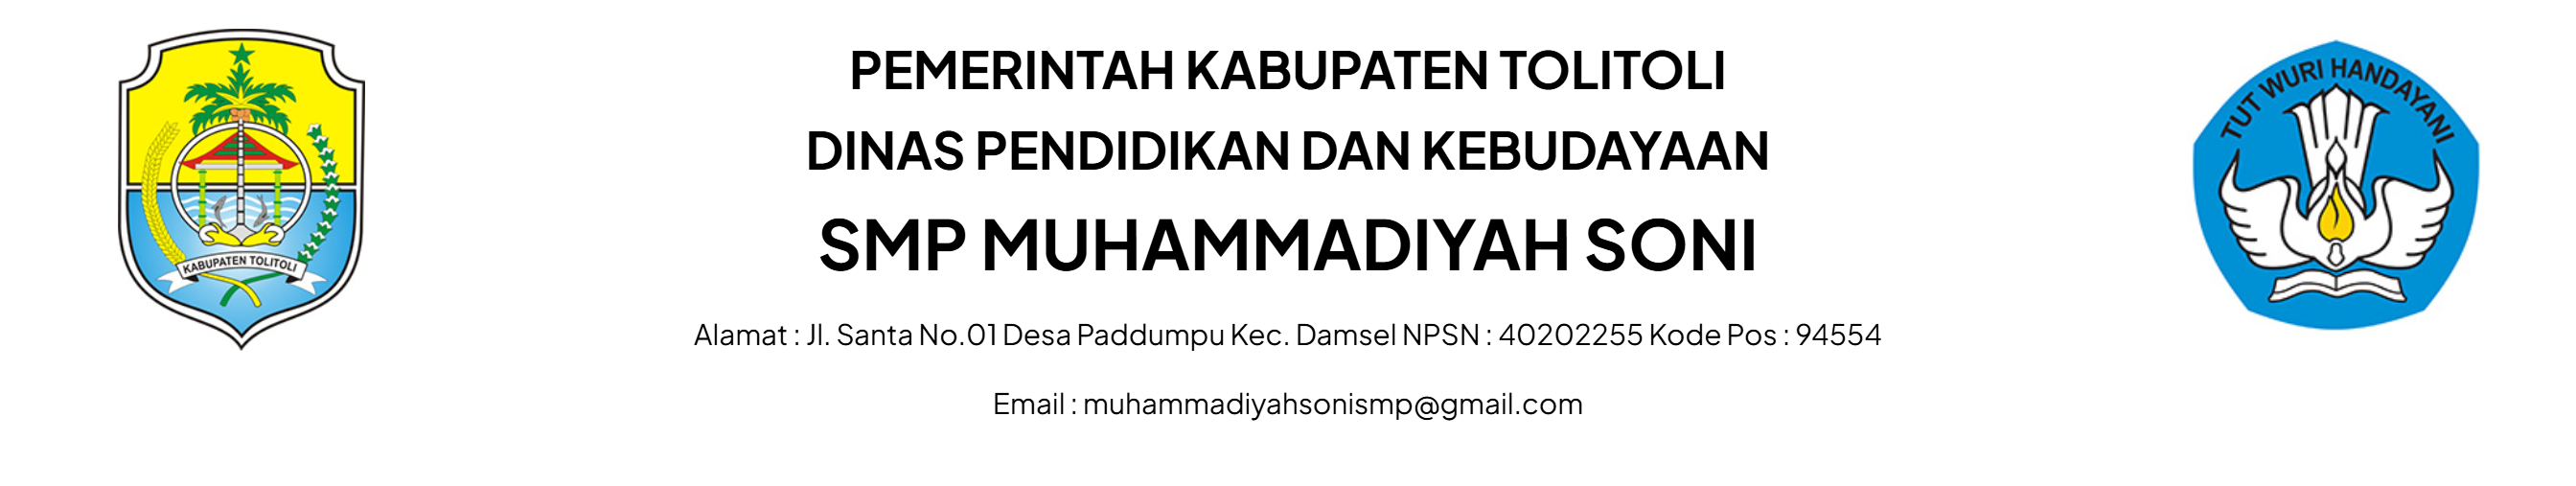 PEMERINTAH KABUPATEN TOLITOLI
DINAS PENDIDIKAN DAN KEBUDAYAAN
SMP MUHAMMADIYAH SONI
Alamat : Jl. Santa No.01 Desa Paddumpu Kec. Damsel NPSN : 40202255 Kode Pos : 94554
Email : muhammadiyahsonismp@gmail.com
KABUPATEN TOLITOLI
TUT WURI HANDAYANI